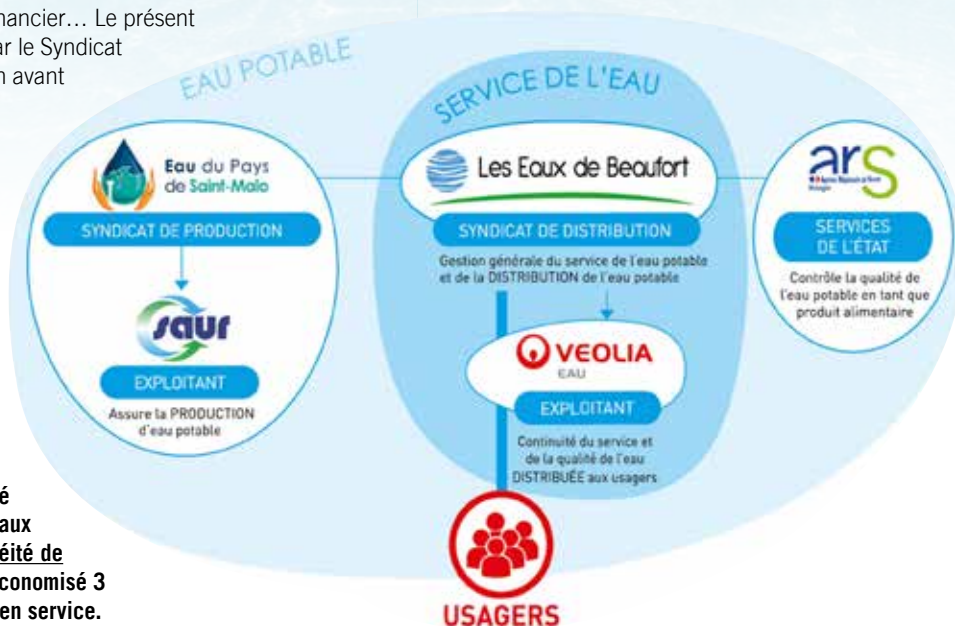 nancier… Le présent
ar le Syndicat
n avant
EAU POTABLE
SERVICE DE L'EAU
Eau du Pays
de Saint-Malo
SYNDICAT DE PRODUCTION
saur
EXPLOITANT
Assure la PRODUCTION
d'eau potable
Les Eaux de Beaufort
SYNDICAT DE DISTRIBUTION
Gestion générale du service de l'eau potable
et de la DISTRIBUTION de l'eau potable
VEOLIA
EAU
EXPLOITANT
Continuité du service et
de la qualité de l'eau
DISTRIBUÉE aux usagers
ars
SERVICES
DE L'ÉTAT
Contrôle la qualité de
l'eau potable en tant que
produit alimentaire
é
aux
éité de
économisé 3
en service.
USAGERS